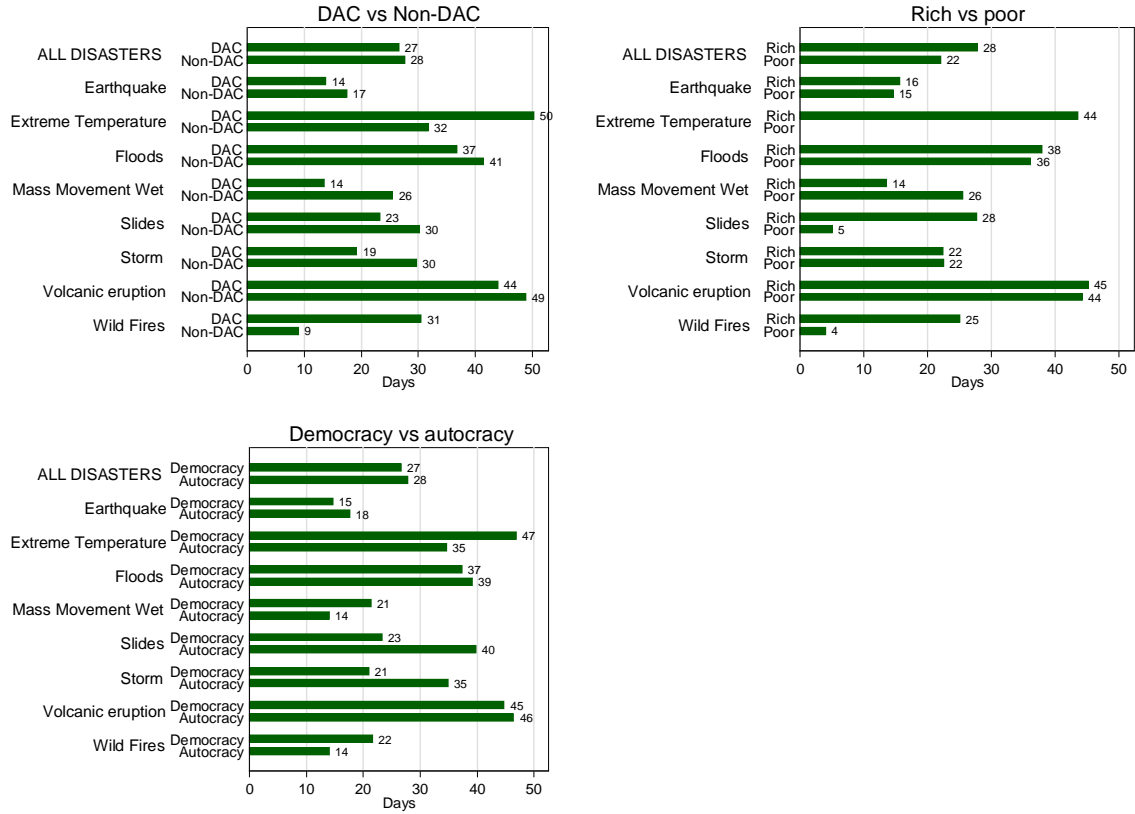 DAC vs Non-DAC
ALL DISASTERS
DAC 27
Non-DAC 28
Earthquake
DAC 14
Non-DAC 17
Extreme Temperature
DAC 50
Non-DAC 32
Floods
DAC 37
Non-DAC 41
Mass Movement Wet
DAC 14
Non-DAC 26
Slides
DAC 23
Non-DAC 30
Storm
DAC 19
Non-DAC 30
Volcanic eruption
DAC 44
Non-DAC 49
Wild Fires
DAC 31
Non-DAC 9
0 10 20 30 40 50
Days
Rich vs poor
ALL DISASTERS
Rich 28
Poor 22
Earthquake
Rich 16
Poor 15
Extreme Temperature
Rich 44
Poor
Floods
Rich 38
Poor 36
Mass Movement Wet
Rich 14
Poor 26
Slides
Rich 28
Poor 5
Storm
Rich 22
Poor 22
Volcanic eruption
Rich 45
Poor 44
Wild Fires
Rich 25
Poor 4
0 10 20 30 40 50
Days
Democracy vs autocracy
ALL DISASTERS
Democracy 27
Autocracy 28
Earthquake
Democracy 15
Autocracy 18
Extreme Temperature
Democracy 47
Autocracy 35
Floods
Democracy 37
Autocracy 39
Mass Movement Wet
Democracy 21
Autocracy 14
Slides
Democracy 23
Autocracy 40
Storm
Democracy 21
Autocracy 35
Volcanic eruption
Democracy 45
Autocracy 46
Wild Fires
Democracy 22
Autocracy 14
0 10 20 30 40 50
Days